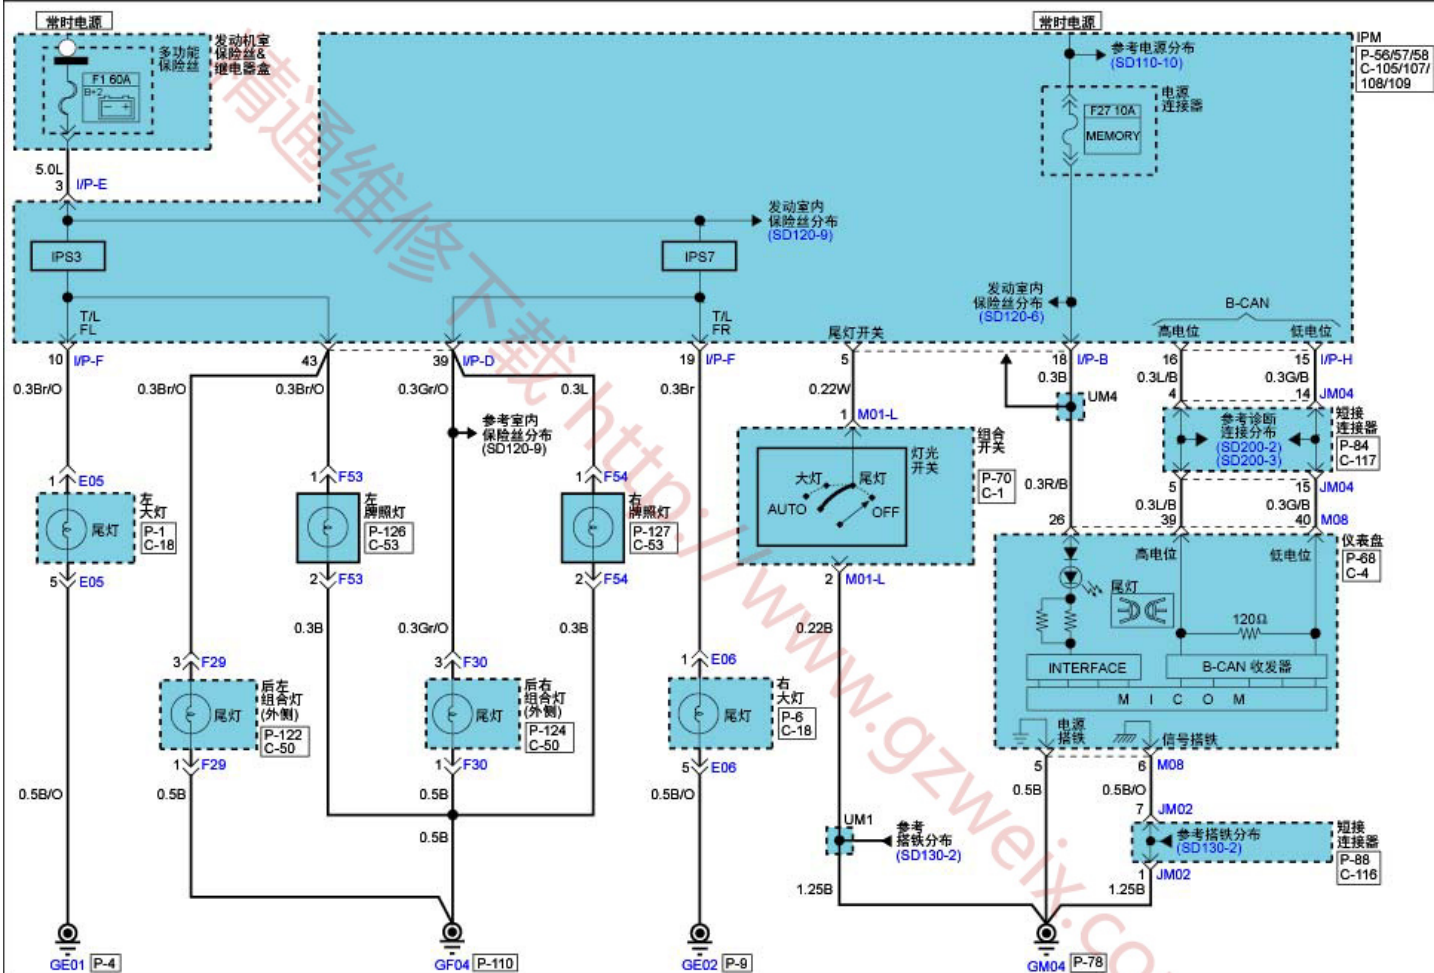 常时电源
常时电源
发动机室
保险丝&
继电器盒
多功能
保险丝
F1 60A
B+2
参考电源分布
(SD110-10)
IPM
P-56/57/58
C-105/107/
108/109
电源
连接器
F27 10A
MEMORY
5.0L
3 I/P-E
发动室内
保险丝分布
(SD120-9)
IPS3
IPS7
发动室内
保险丝分布
(SD120-6)
B-CAN
T/L
FL
T/L
FR
尾灯开关
高电位
低电位
10 I/P-F
43
39 I/P-D
19 I/P-F
5
18 I/P-B
16
15 I/P-H
0.3Br/O
0.3Br/O
0.3Br/O
0.3Gr/O
0.3L
0.3Br
0.22W
0.3B
0.3L/B
0.3G/B
UM4
4
14 JM04
1 M01-L
参考室内
保险丝分布
(SD120-9)
参考诊断
连接分布
(SD200-2)
(SD200-3)
短接
连接器
P-84
C-117
组合
开关
P-70
C-1
灯光
开关
大灯
尾灯
AUTO
OFF
1 E05
1 F53
1 F54
0.3R/B
5
15 JM04
0.3L/B
0.3G/B
左
大灯
尾灯
P-1
C-18
左
牌照灯
P-126
C-53
右
牌照灯
P-127
C-53
26
39
40 M08
仪表盘
P-68
C-4
高电位
低电位
5 E05
2 F53
2 F54
2 M01-L
尾灯
120Ω
0.3B
0.3Gr/O
0.3B
0.22B
INTERFACE
B-CAN 收发器
M I C O M
3 F29
3 F30
1 E06
后左
组合灯
(外侧)
尾灯
P-122
C-50
后右
组合灯
(外侧)
尾灯
P-124
C-50
右
大灯
尾灯
P-6
C-18
电源
搭铁
信号搭铁
1 F29
1 F30
5 E06
5
6 M08
0.5B/O
0.5B
0.5B
0.5B/O
0.5B
0.5B/O
7 JM02
0.5B
UM1
参考
搭铁分布
(SD130-2)
参考搭铁分布
(SD130-2)
短接
连接器
P-88
C-116
1 JM02
1.25B
1.25B
GE01 P-4
GF04 P-110
GE02 P-9
GM04 P-78
精通维修下载 http://www.gzweix.co